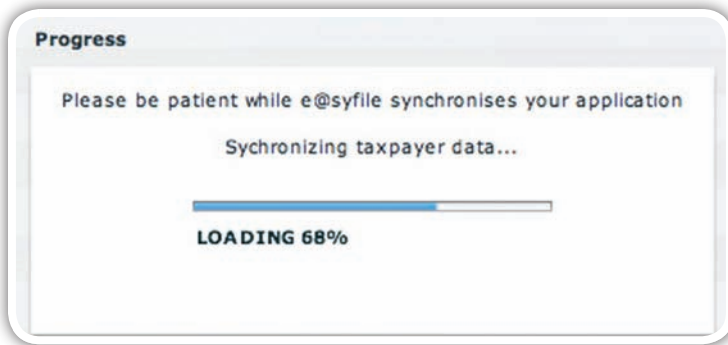 Progress
Please be patient while e@syfile synchronises your application
Sychronizing taxpayer data...
LOADING 68%